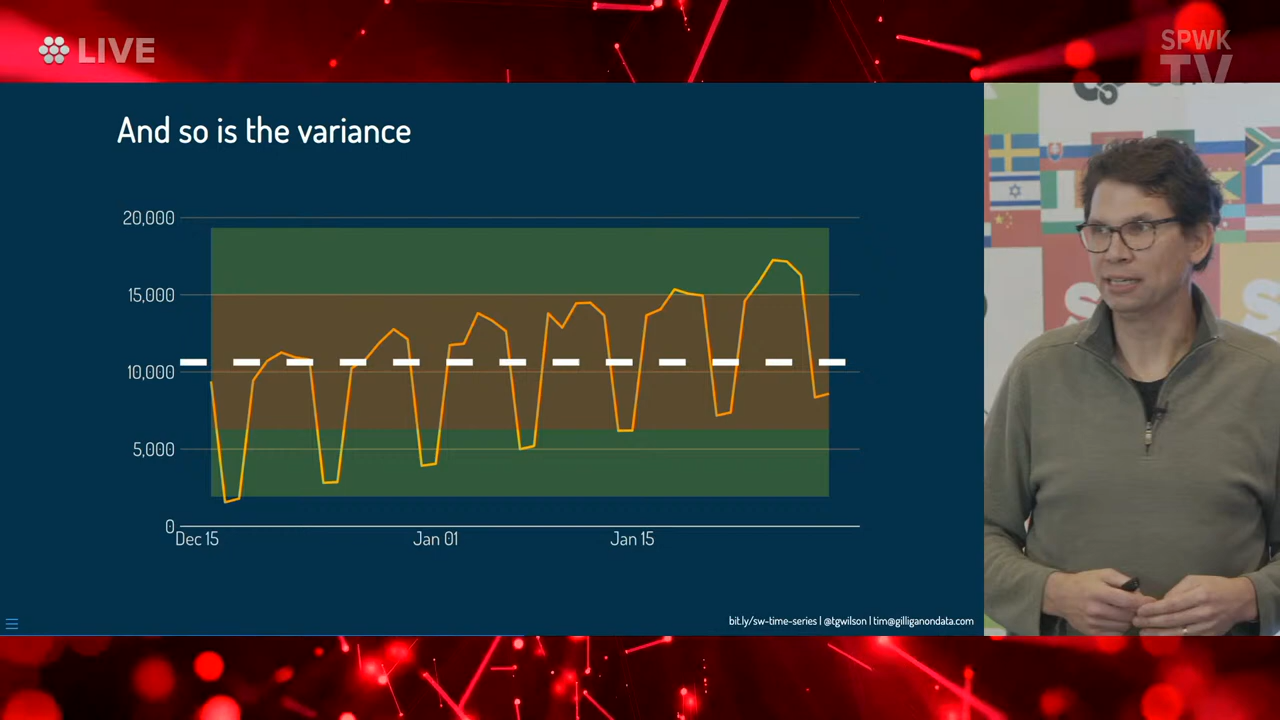 LIVE
SPWK
TV
And so is the variance
20,000
15,000
10,000
5,000
0
Dec 15
Jan 01
Jan 15
bit.ly/sw-time-series | @tgwilson | tim@gilliganondata.com